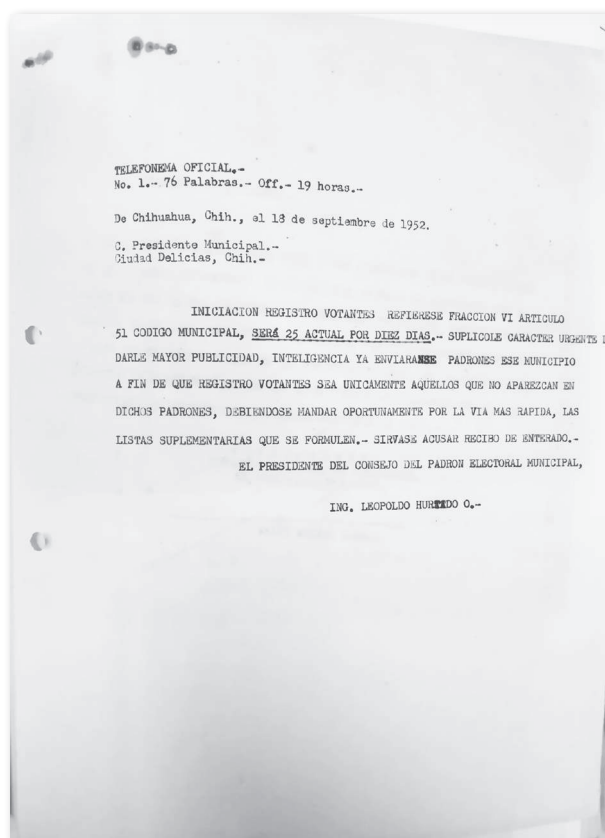 TELEFONEMA OFICIAL.-
No. 1.- 76 Palabras.- Off.- 19 horas.-
De Chihuahua, Chih., el 18 de septiembre de 1952.
C. Presidente Municipal.-
Ciudad Delicias, Chih.-
INICIACION REGISTRO VOTANTES REFIERESE FRACCION VI ARTICULO
51 CODIGO MUNICIPAL, SERÁ 25 ACTUAL POR DIEZ DIAS.- SUPLICOLE CARACTER URGENTE
DARLE MAYOR PUBLICIDAD, INTELIGENCIA YA ENVIARANSE PADRONES ESE MUNICIPIO
A FIN DE QUE REGISTRO VOTANTES SEA UNICAMENTE AQUELLOS QUE NO APAREZCAN EN
DICHOS PADRONES, DEBIENDOSE MANDAR OPORTUNAMENTE POR LA VIA MAS RAPIDA, LAS
LISTAS SUPLEMENTARIAS QUE SE FORMULEN.- SIRVASE ACUSAR RECIBO DE ENTERADO.-
EL PRESIDENTE DEL CONSEJO DEL PADRON ELECTORAL MUNICIPAL,
ING. LEOPOLDO HURTADO O.-